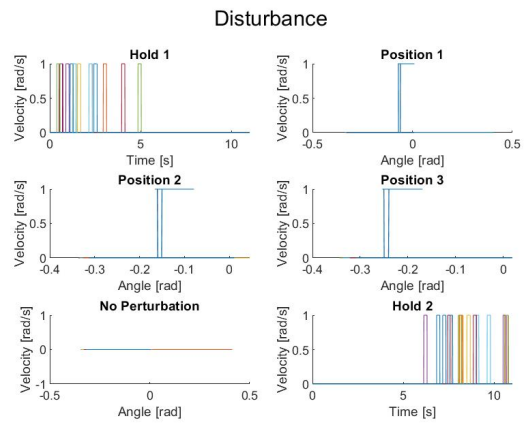 Disturbance
Hold 1
Velocity [rad/s]
1
0.5
0
0
5
10
Time [s]
Position 1
Velocity [rad/s]
1
0.5
0
-0.5
0
0.5
Angle [rad]
Position 2
Velocity [rad/s]
1
0.5
0
-0.4
-0.3
-0.2
-0.1
0
Angle [rad]
Position 3
Velocity [rad/s]
1
0.5
0
-0.4
-0.3
-0.2
-0.1
0
Angle [rad]
No Perturbation
Velocity [rad/s]
1
0
-1
-0.5
0
0.5
Angle [rad]
Hold 2
Velocity [rad/s]
1
0.5
0
0
5
10
Time [s]